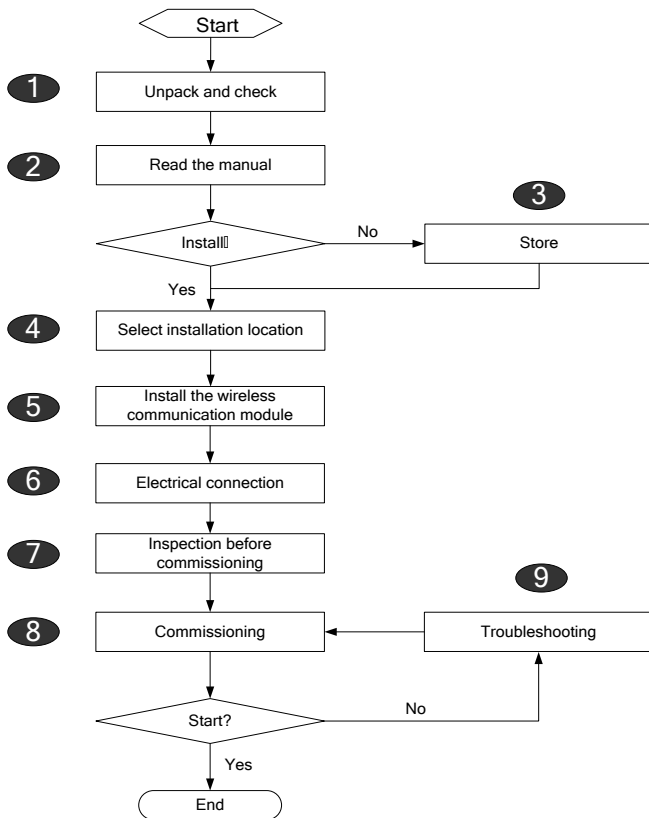 Start
1
Unpack and check
2
Read the manual
3
Install
No
Store
Yes
4
Select installation location
5
Install the wireless
communication module
6
Electrical connection
7
Inspection before
commissioning
9
8
Commissioning
Troubleshooting
Start?
No
Yes
End